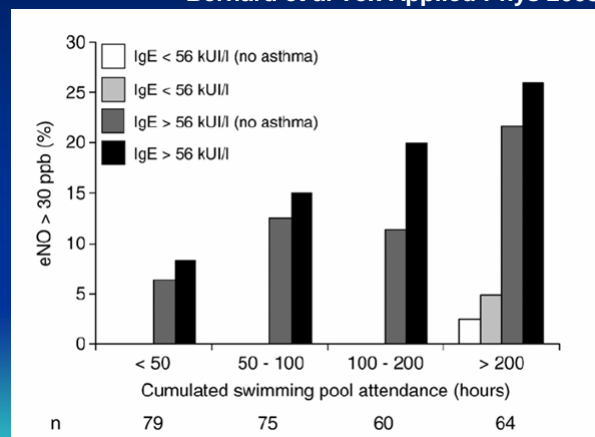 30
25
20
15
10
5
0
eNO > 30 ppb (%)
IgE < 56 kUI/l (no asthma)
IgE < 56 kUI/l
IgE > 56 kUI/l (no asthma)
IgE > 56 kUI/l
< 50 50 - 100 100 - 200 > 200
Cumulated swimming pool attendance (hours)
n 79 75 60 64